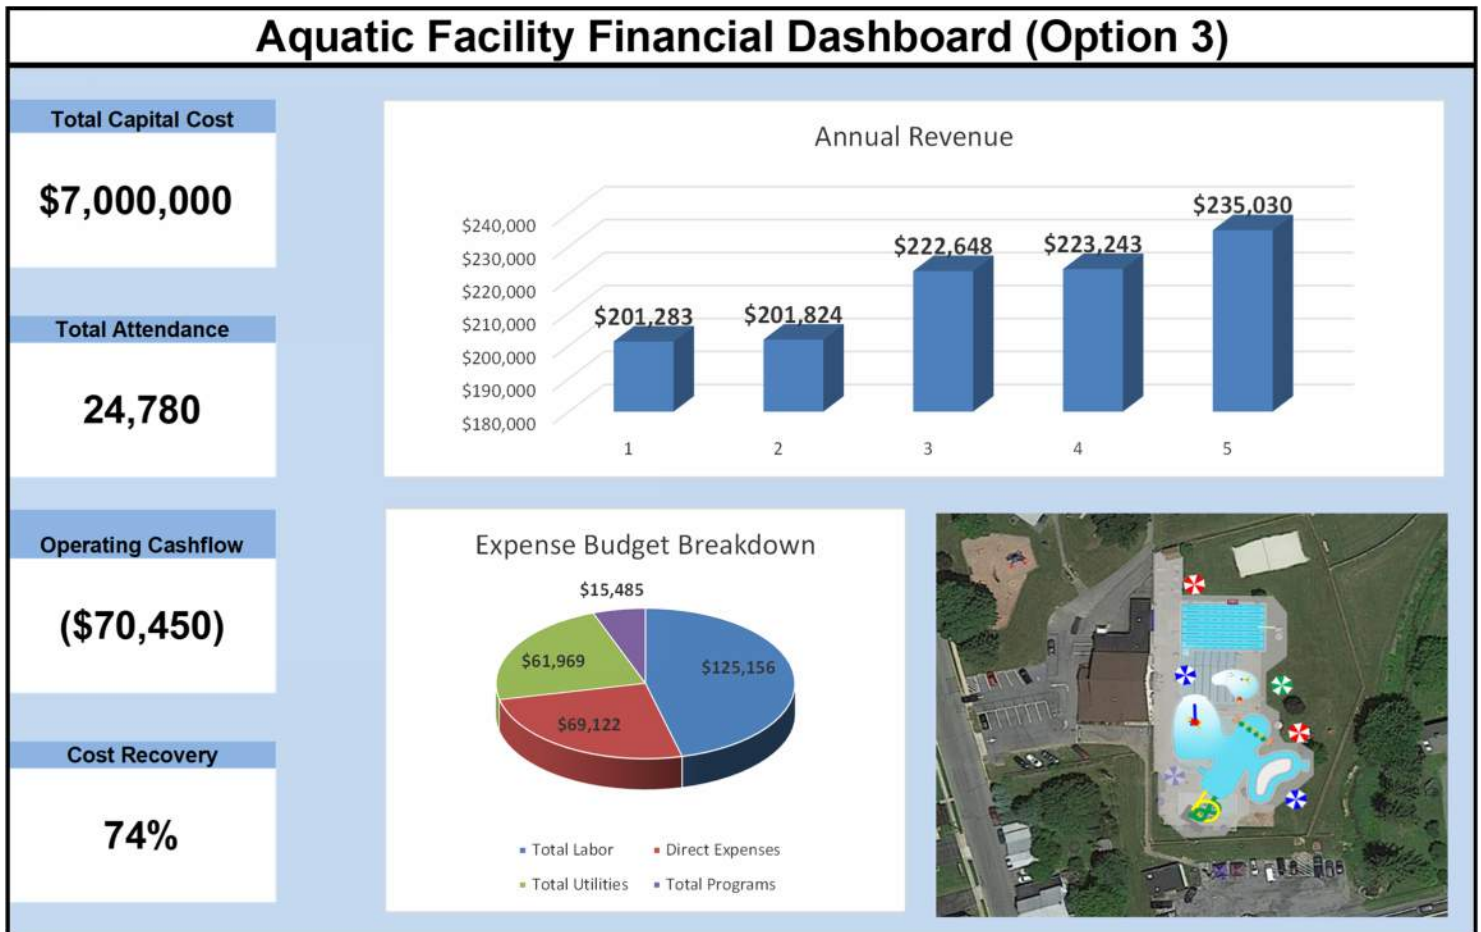 Aquatic Facility Financial Dashboard (Option 3)
Total Capital Cost
$7,000,000
Total Attendance
24,780
Operating Cashflow
($70,450)
Cost Recovery
74%
Annual Revenue
$240,000
$230,000
$220,000
$210,000
$200,000
$190,000
$180,000
$201,283
$201,824
$222,648
$223,243
$235,030
1 2 3 4 5
Expense Budget Breakdown
$15,485
$61,969
$125,156
$69,122
Total Labor Direct Expenses
Total Utilities Total Programs